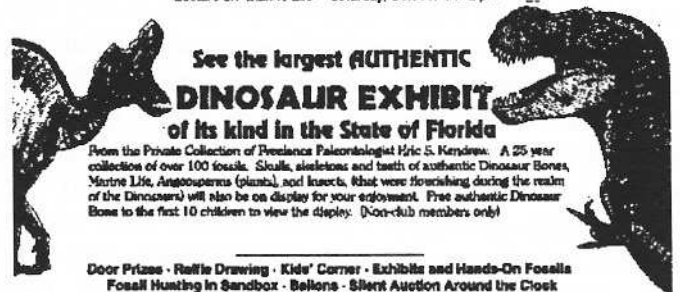 See the largest AUTHENTIC
DINOSAUR EXHIBIT
of its kind in the State of Florida
From the Private Collection of Freelance Paleontologist Eric S. Kendrew. A 25 year
collection of over 100 fossils. Skulls, skeletons and teeth of authentic Dinosaur Bones,
Marine Life, Angiosperms (plants), and Insects, (that were flourishing during the realm
of the Dinosaurs) will also be on display for your enjoyment. Free authentic Dinosaur
Bone to the first 10 children to view the display. (Non-club members only)
Door Prizes - Raffle Drawing - Kids' Corner - Exhibits and Hands-On Fossils
Fossil Hunting in Sandbox - Bellons - Silent Auction Around the Clock